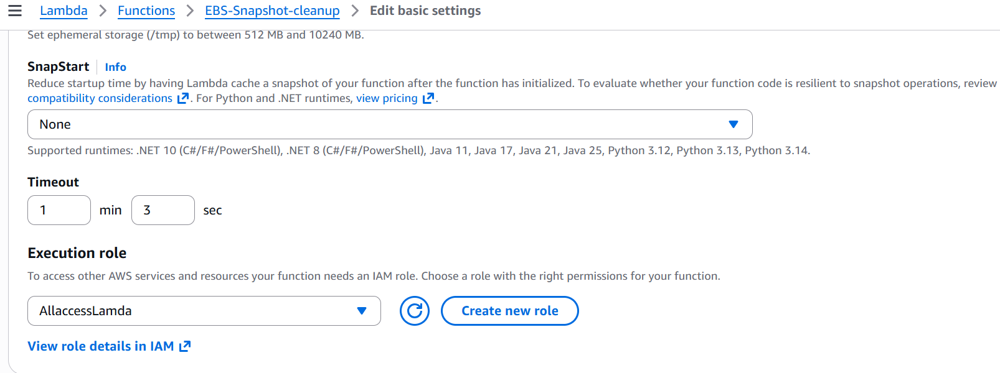 Lambda > Functions > EBS-Snapshot-cleanup > Edit basic settings
Set ephemeral storage (/tmp) to between 512 MB and 10240 MB.
SnapStart Info
Reduce startup time by having Lambda cache a snapshot of your function after the function has initialized. To evaluate whether your function code is resilient to snapshot operations, review
compatibility considerations. For Python and .NET runtimes, view pricing.
None
Supported runtimes: .NET 10 (C#/F#/PowerShell), .NET 8 (C#/F#/PowerShell), Java 11, Java 17, Java 21, Java 25, Python 3.12, Python 3.13, Python 3.14.
Timeout
1 min 3 sec
Execution role
To access other AWS services and resources your function needs an IAM role. Choose a role with the right permissions for your function.
AllaccessLamda Create new role
View role details in IAM